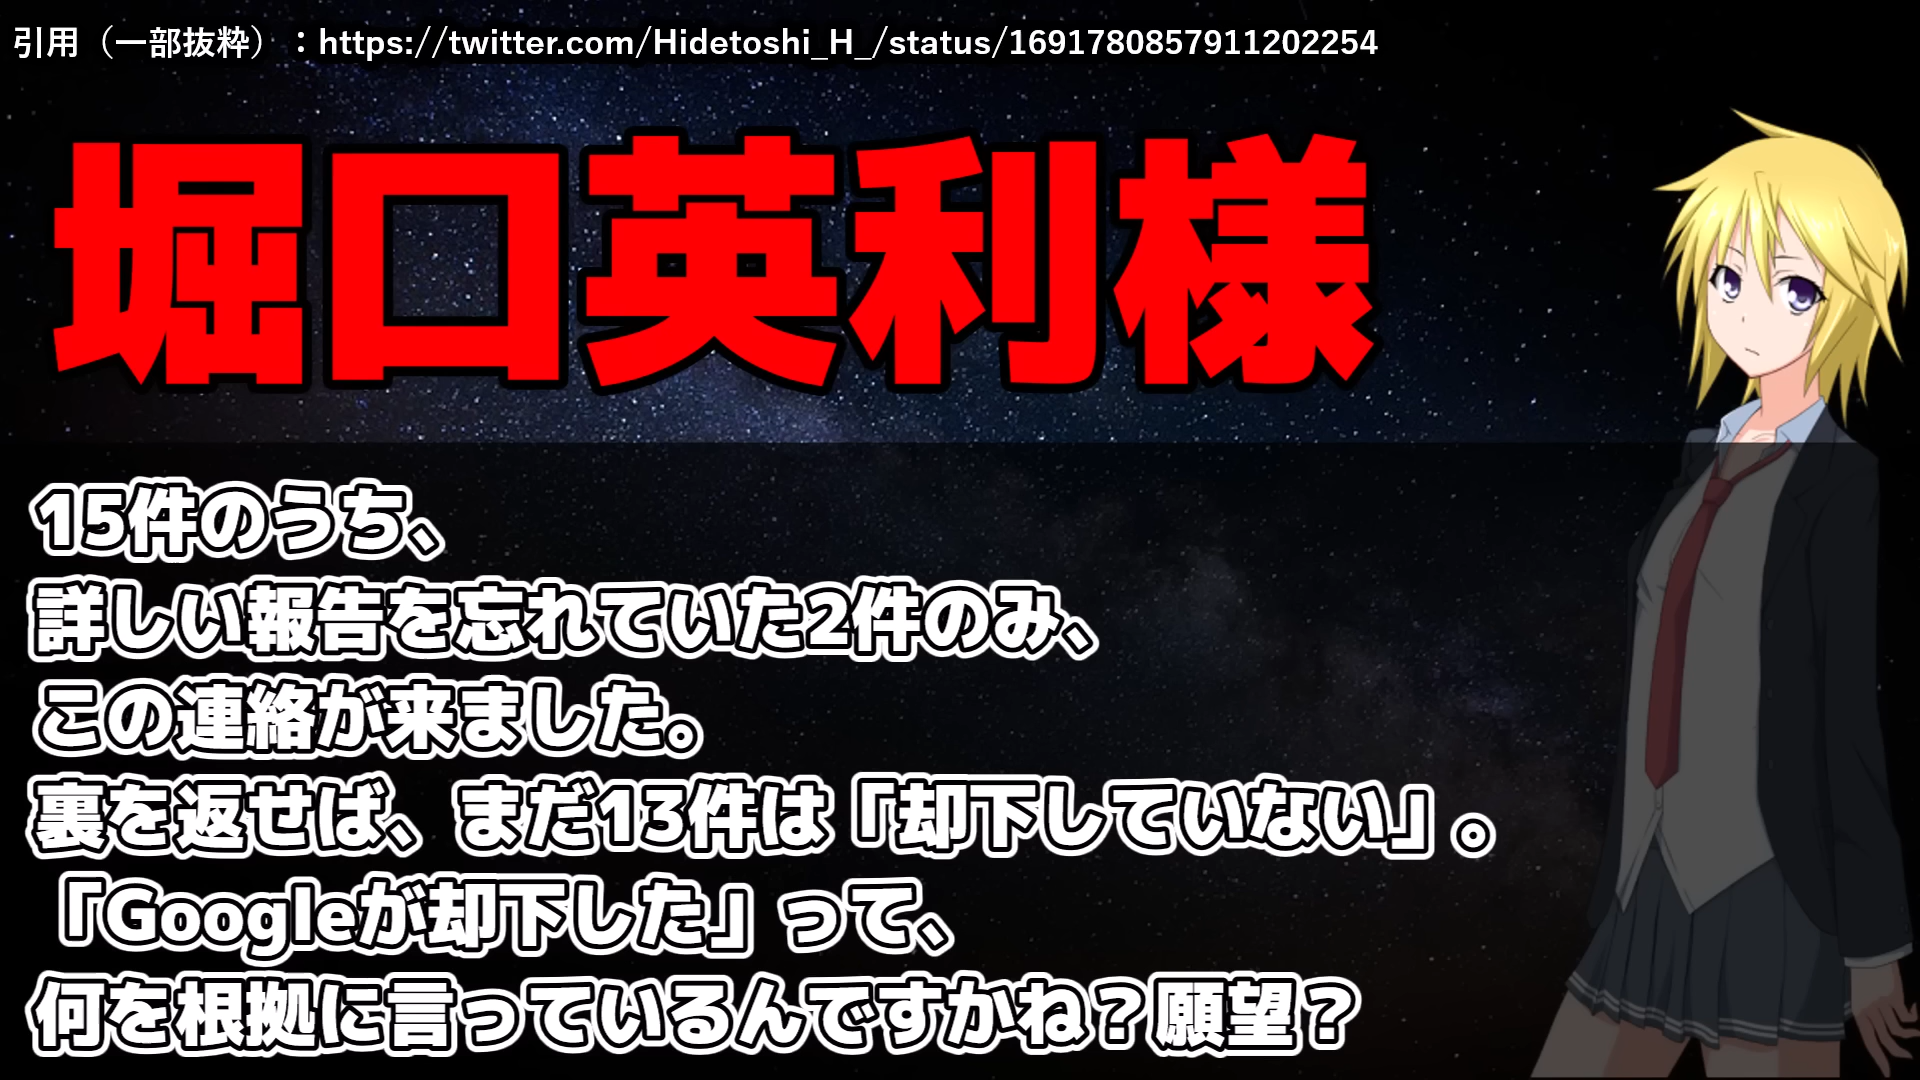 引用（一部抜粋）：https://twitter.com/Hidetoshi_H_/status/1691780857911202254
堀口英利様
15件のうち、
詳しい報告を忘れていた2件のみ、
この連絡が来ました。
裏を返せば、まだ13件は「却下していない」。
「Googleが却下した」って、
何を根拠に言っているんですかね？願望？